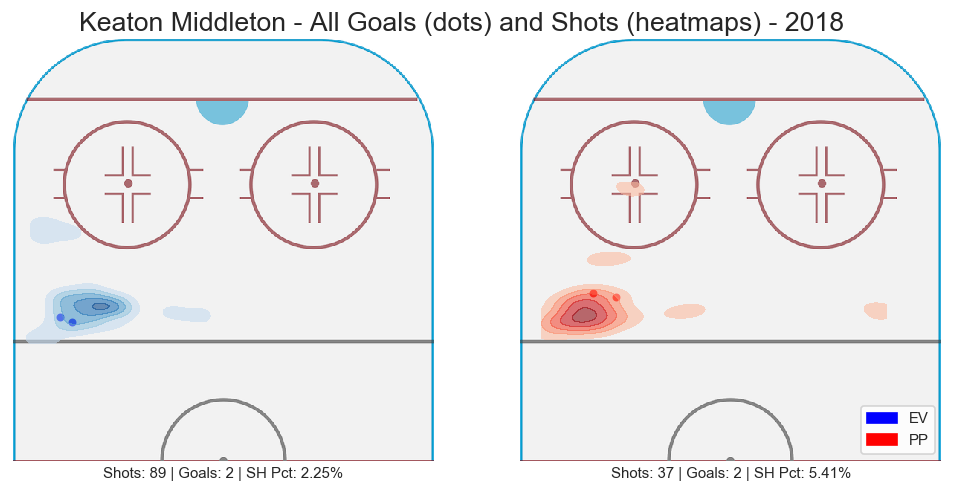 Keaton Middleton - All Goals (dots) and Shots (heatmaps) - 2018
EV
PP
Shots: 89 | Goals: 2 | SH Pct: 2.25%
Shots: 37 | Goals: 2 | SH Pct: 5.41%